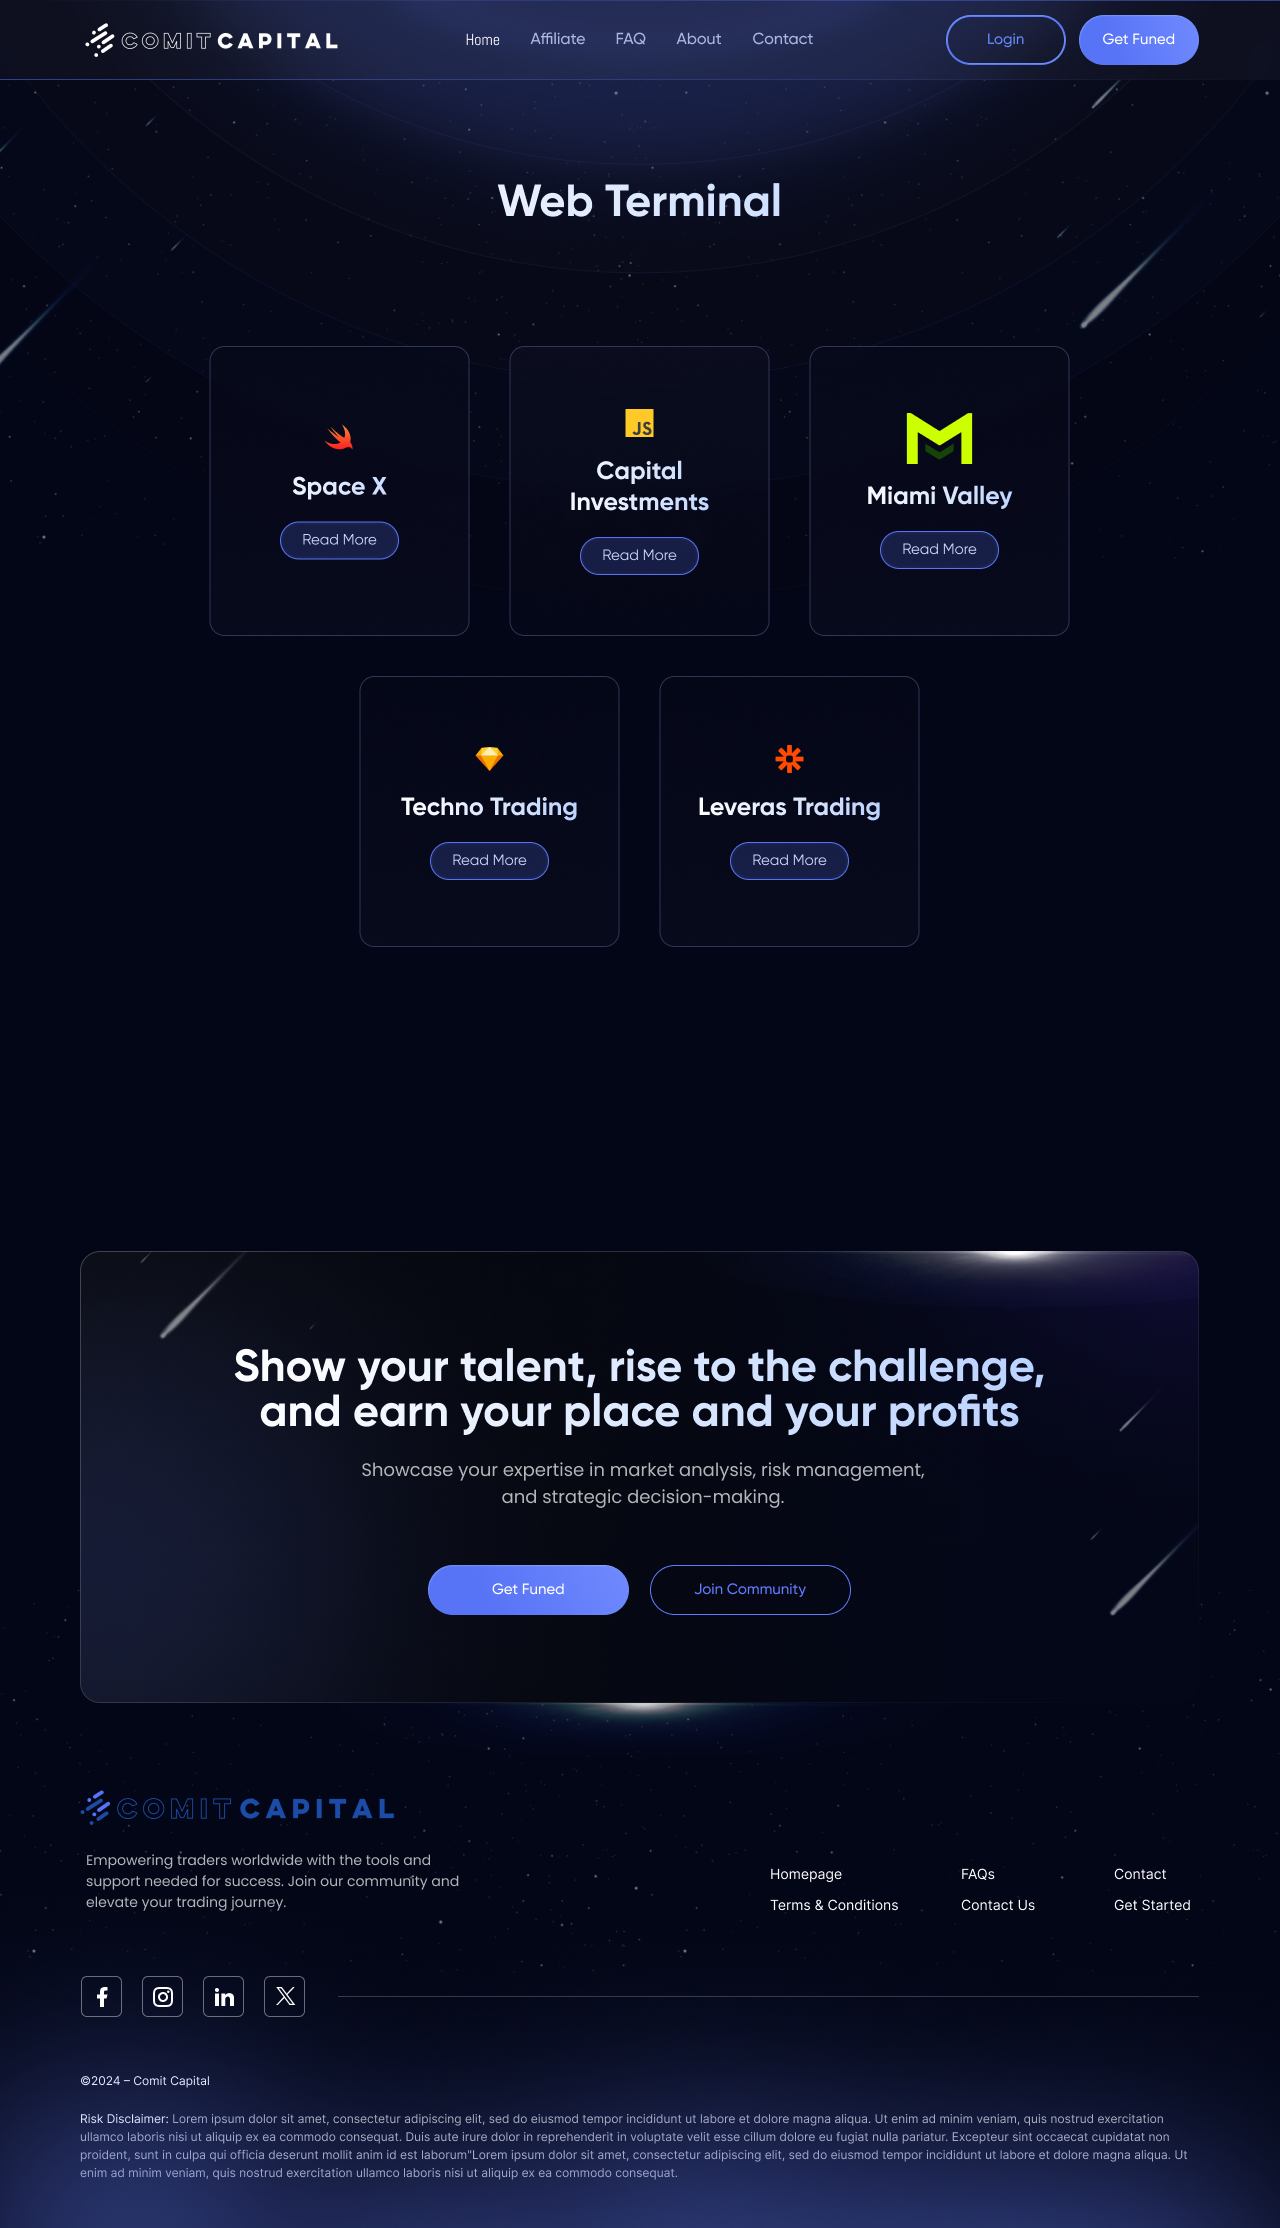 COMIT CAPITAL
Home Affiliate FAQ About Contact
Login
Get Funed
Web Terminal
Space X
Read More
JS
Capital
Investments
Read More
Miami Valley
Read More
Techno Trading
Read More
Leveras Trading
Read More
Show your talent, rise to the challenge,
and earn your place and your profits
Showcase your expertise in market analysis, risk management,
and strategic decision-making.
Get Funed
Join Community
COMIT CAPITAL
Empowering traders worldwide with the tools and
support needed for success. Join our community and
elevate your trading journey.
Homepage FAQs Contact
Terms & Conditions Contact Us Get Started
©2024 – Comit Capital
Risk Disclaimer: Lorem ipsum dolor sit amet, consectetur adipiscing elit, sed do eiusmod tempor incididunt ut labore et dolore magna aliqua. Ut enim ad minim veniam, quis nostrud exercitation
ullamco laboris nisi ut aliquip ex ea commodo consequat. Duis aute irure dolor in reprehenderit in voluptate velit esse cillum dolore eu fugiat nulla pariatur. Excepteur sint occaecat cupidatat non
proident, sunt in culpa qui officia deserunt mollit anim id est laborum"Lorem ipsum dolor sit amet, consectetur adipiscing elit, sed do eiusmod tempor incididunt ut labore et dolore magna aliqua. Ut
enim ad minim veniam, quis nostrud exercitation ullamco laboris nisi ut aliquip ex ea commodo consequat.